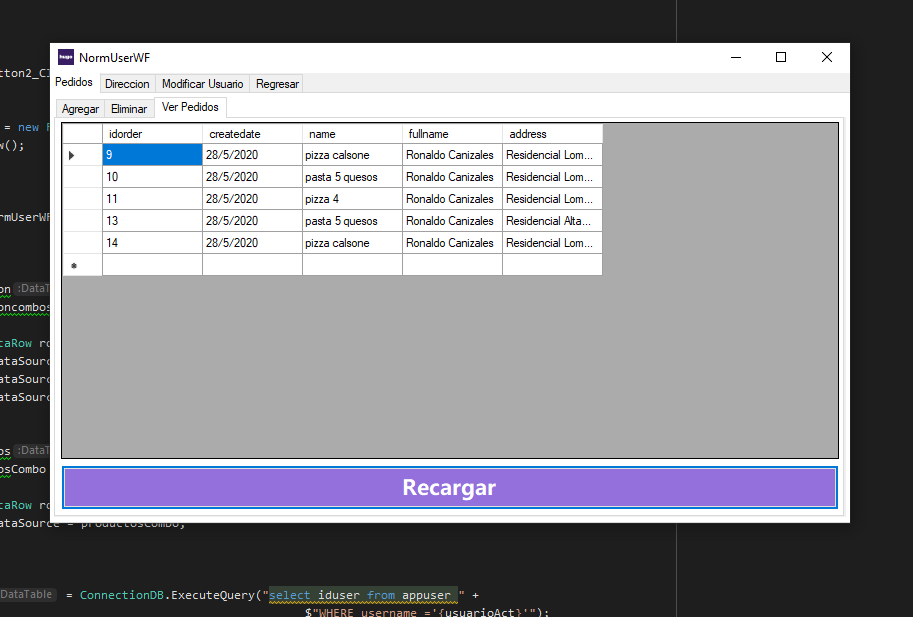 hugo NormUserWF
tton2_Cl
Pedidos Direccion Modificar Usuario Regresar
Agregar Eliminar Ver Pedidos
= new
w();
idorder createdate name fullname address
9 28/5/2020 pizza calsone Ronaldo Canizales Residencial Lom...
10 28/5/2020 pasta 5 quesos Ronaldo Canizales Residencial Lom...
11 28/5/2020 pizza 4 Ronaldo Canizales Residencial Lom...
13 28/5/2020 pasta 5 quesos Ronaldo Canizales Residencial Alta...
14 28/5/2020 pizza calsone Ronaldo Canizales Residencial Lom...
rmUserWF
on :DataT
oncombos
taRow ro
ataSourc
ataSourc
ataSourc
os :DataT
osCombo
Recargar
taRow ro
ataSource = productosCombo;
DataTable = ConnectionDB.ExecuteQuery("select iduser from appuser " +
$"WHERE username ='{usuarioAct}'");